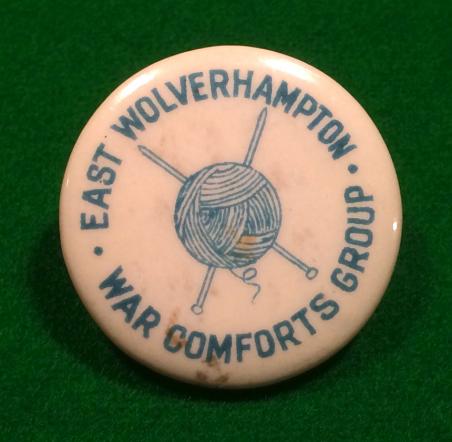 • EAST WOLVERHAMPTON •
WAR COMFORTS GROUP